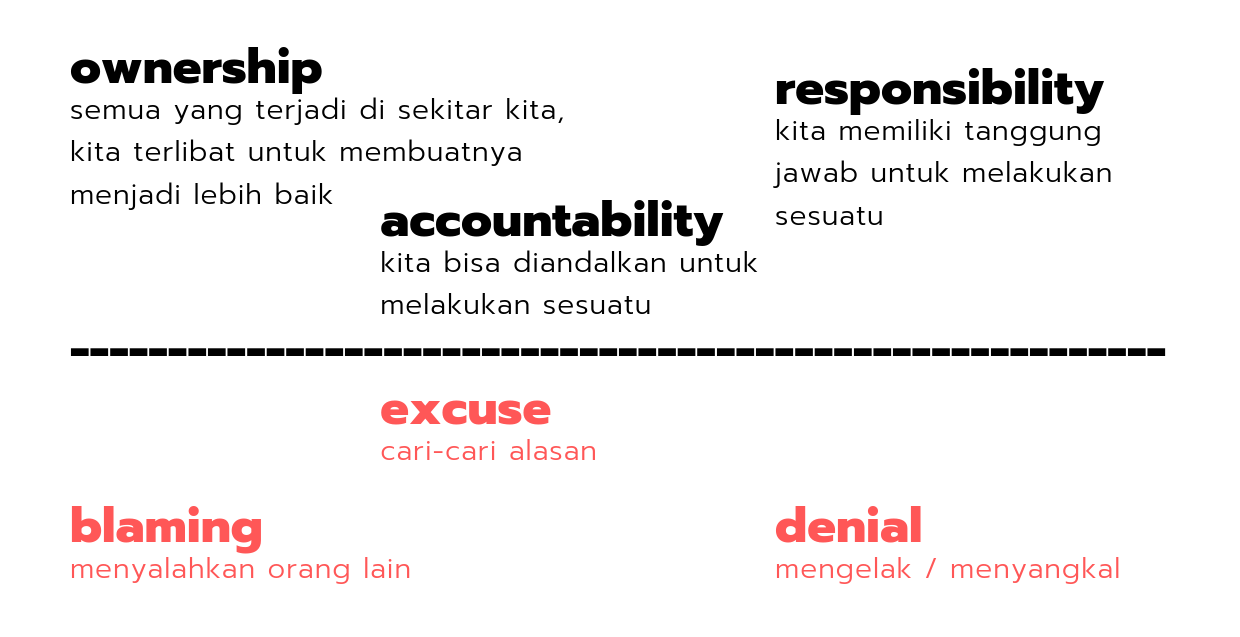 ownership
semua yang terjadi di sekitar kita,
kita terlibat untuk membuatnya
menjadi lebih baik
responsibility
kita memiliki tanggung
jawab untuk melakukan
sesuatu
accountability
kita bisa diandalkan untuk
melakukan sesuatu
excuse
cari-cari alasan
blaming
menyalahkan orang lain
denial
mengelak / menyangkal